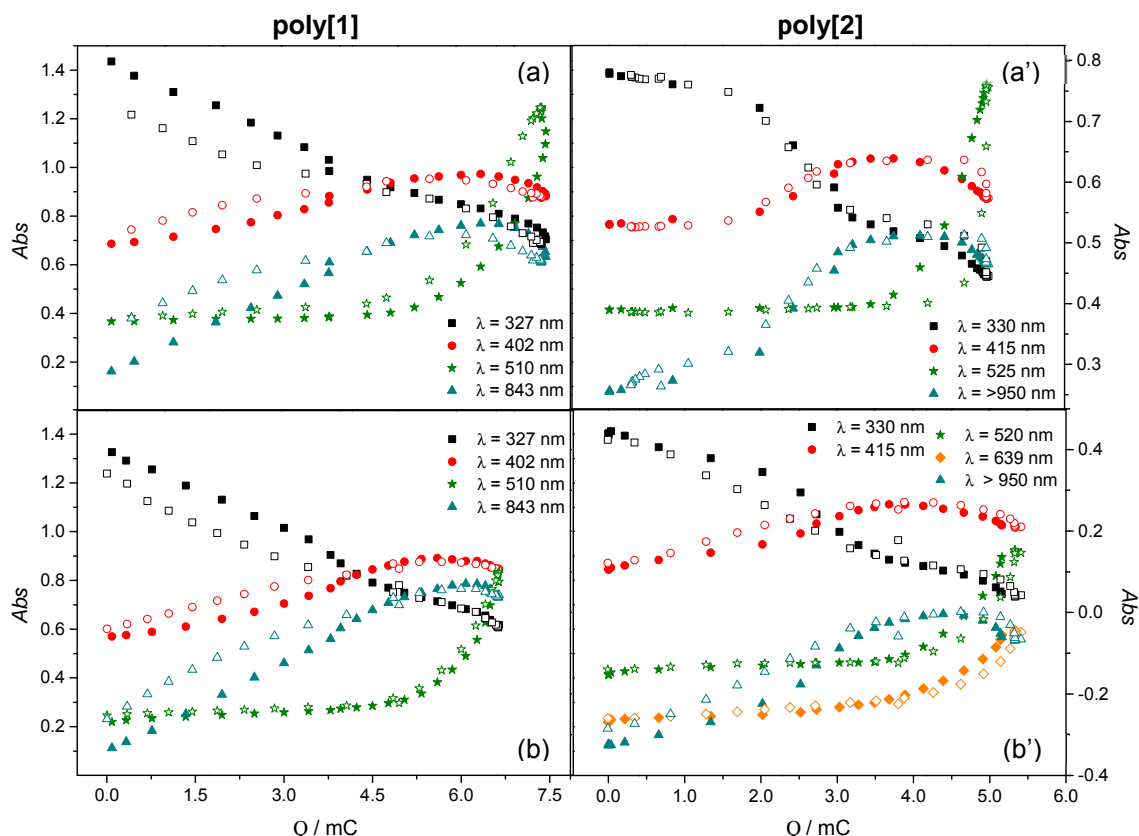 poly[1]
poly[2]
(a)
1.4
1.2
1.0
0.8
0.6
0.4
0.2
Abs
λ = 327 nm
λ = 402 nm
λ = 510 nm
λ = 843 nm
(a')
0.8
0.7
0.6
0.5
0.4
0.3
Abs
λ = 330 nm
λ = 415 nm
λ = 525 nm
λ = >950 nm
(b)
1.4
1.2
1.0
0.8
0.6
0.4
0.2
Abs
λ = 327 nm
λ = 402 nm
λ = 510 nm
λ = 843 nm
0.0 1.5 3.0 4.5 6.0 7.5
Q / mC
λ = 330 nm
λ = 415 nm
λ = 520 nm
λ = 639 nm
λ > 950 nm
(b')
0.4
0.2
0.0
-0.2
-0.4
Abs
0.0 1.0 2.0 3.0 4.0 5.0 6.0
Q / mC